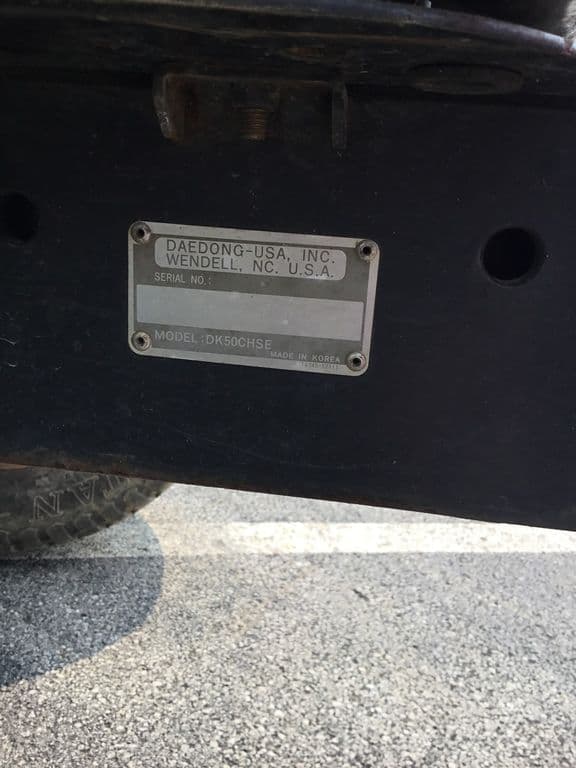 DAEDONG-USA, INC.
WENDELL, NC. U.S.A.
SERIAL NO.:
MODEL:DK50CHSE
MADE IN KOREA